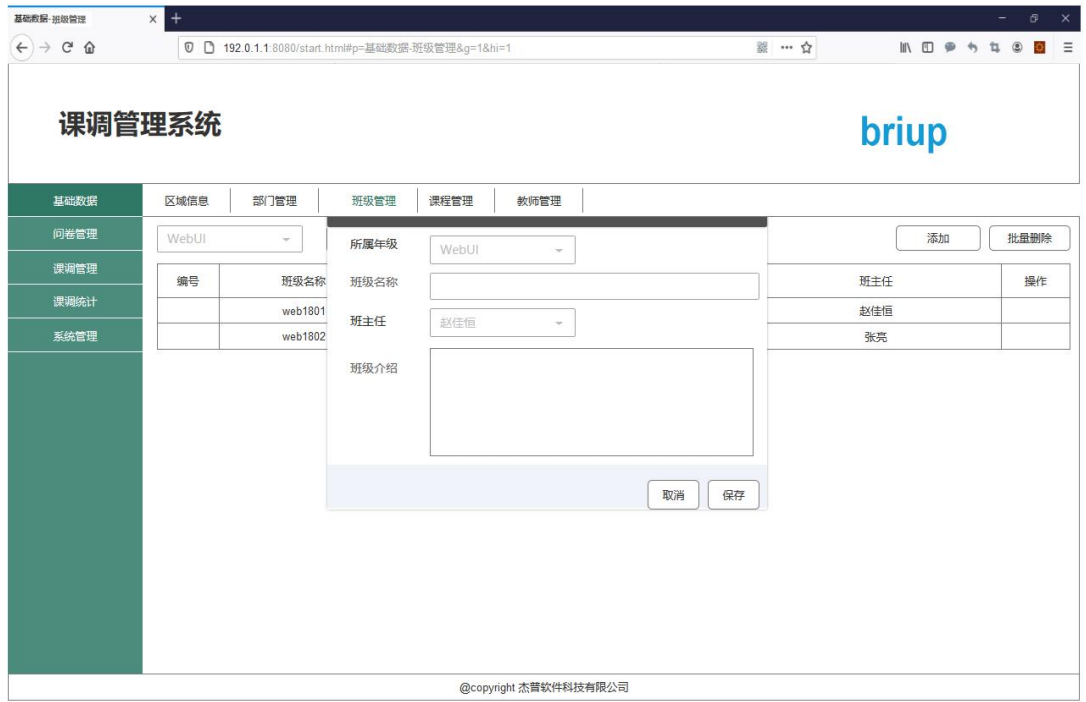 基础数据-班级管理
192.0.1.1:8080/start.html#p=基础数据-班级管理&g=1&hi=1
课调管理系统
briup
基础数据
区域信息
部门管理
班级管理
课程管理
教师管理
问卷管理
课调管理
课调统计
系统管理
WebUI
添加
批量删除
编号
班级名称
班主任
操作
web1801
赵佳恒
web1802
张亮
所属年级
WebUI
班级名称
班主任
赵佳恒
班级介绍
取消
保存
@copyright 杰普软件科技有限公司